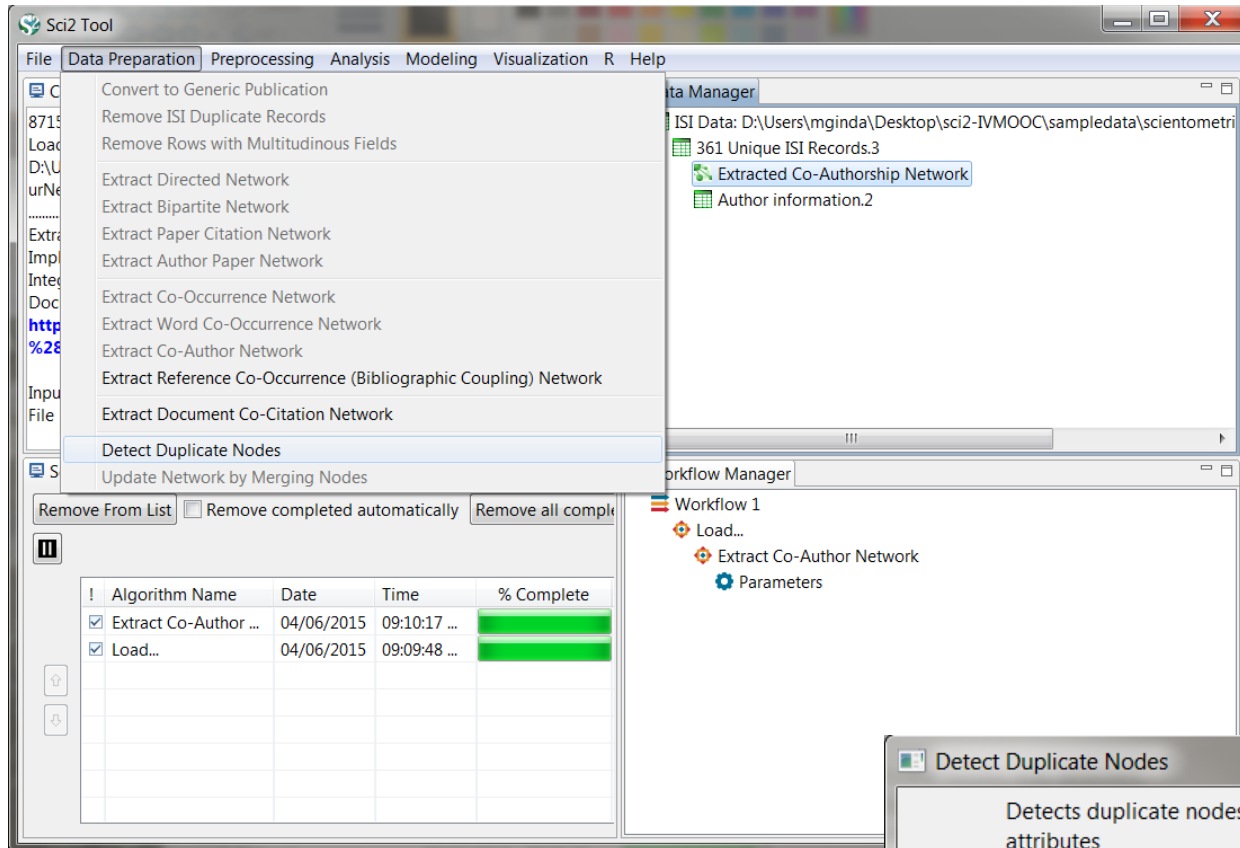 Sci2 Tool
File Data Preparation Preprocessing Analysis Modeling Visualization R Help
Convert to Generic Publication
Remove ISI Duplicate Records
Remove Rows with Multitudinous Fields
Extract Directed Network
Extract Bipartite Network
Extract Paper Citation Network
Extract Author Paper Network
Extract Co-Occurrence Network
Extract Word Co-Occurrence Network
Extract Co-Author Network
Extract Reference Co-Occurrence (Bibliographic Coupling) Network
Extract Document Co-Citation Network
Detect Duplicate Nodes
Update Network by Merging Nodes
C
8715
Load
D:\U
urNe
........
Extra
Impl
Integ
Doc
http
%28
Inpu
File
ata Manager
ISI Data: D:\Users\mginda\Desktop\sci2-IVMOOC\sampledata\scientometri
361 Unique ISI Records.3
Extracted Co-Authorship Network
Author information.2
S
Remove From List Remove completed automatically Remove all comple
! Algorithm Name Date Time % Complete
Extract Co-Author ... 04/06/2015 09:10:17 ...
Load... 04/06/2015 09:09:48 ...
orkflow Manager
Workflow 1
Load...
Extract Co-Author Network
Parameters
Detect Duplicate Nodes
Detects duplicate nodes
attributes